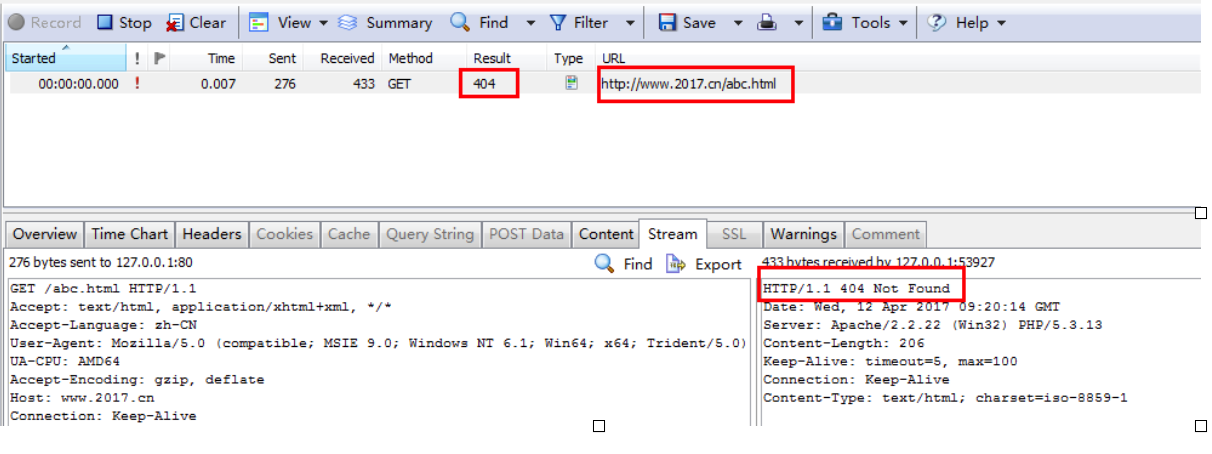 Record Stop Clear View Summary Find Filter Save Tools Help
Started ! Time Sent Received Method Result Type URL
00:00:00.000 ! 0.007 276 433 GET 404 http://www.2017.cn/abc.html
Overview Time Chart Headers Cookies Cache Query String POST Data Content Stream SSL Warnings Comment
276 bytes sent to 127.0.0.1:80 Find Export
GET /abc.html HTTP/1.1
Accept: text/html, application/xhtml+xml, */*
Accept-Language: zh-CN
User-Agent: Mozilla/5.0 (compatible; MSIE 9.0; Windows NT 6.1; Win64; x64; Trident/5.0)
UA-CPU: AMD64
Accept-Encoding: gzip, deflate
Host: www.2017.cn
Connection: Keep-Alive
433 bytes received by 127.0.0.1:53927
HTTP/1.1 404 Not Found
Date: Wed, 12 Apr 2017 09:20:14 GMT
Server: Apache/2.2.22 (Win32) PHP/5.3.13
Content-Length: 206
Keep-Alive: timeout=5, max=100
Connection: Keep-Alive
Content-Type: text/html; charset=iso-8859-1